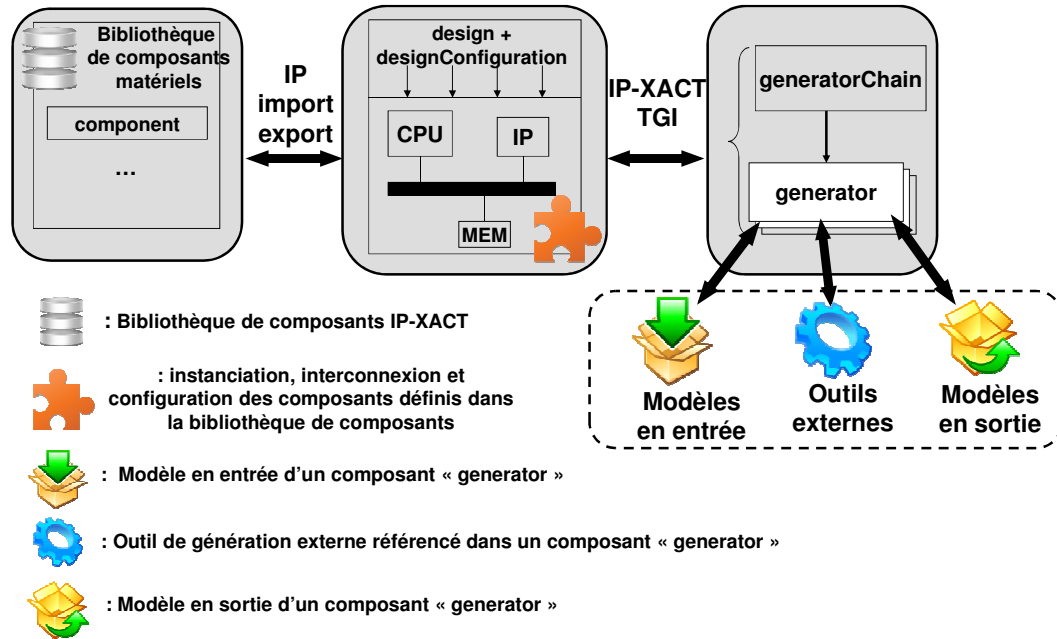 Bibliothèque
de composants
matériels
component
...
IP
import
export
design +
designConfiguration
CPU
IP
MEM
IP-XACT
TGI
generatorChain
generator
Modèles
en entrée
Outils
externes
Modèles
en sortie
: Bibliothèque de composants IP-XACT
: instanciation, interconnexion et
configuration des composants définis dans
la bibliothèque de composants
: Modèle en entrée d'un composant « generator »
: Outil de génération externe référencé dans un composant « generator »
: Modèle en sortie d'un composant « generator »